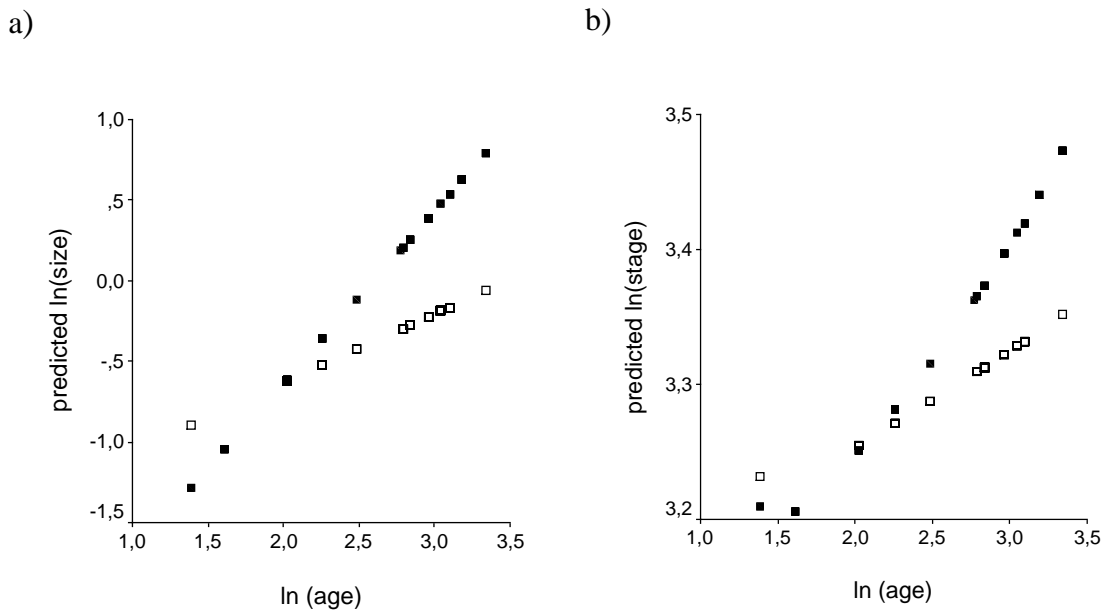 a)
predicted ln(size)
1,0
,5
0,0
-,5
-1,0
-1,5
1,0 1,5 2,0 2,5 3,0 3,5
ln (age)
b)
predicted ln(stage)
3,5
3,4
3,3
3,2
1,0 1,5 2,0 2,5 3,0 3,5
ln (age)